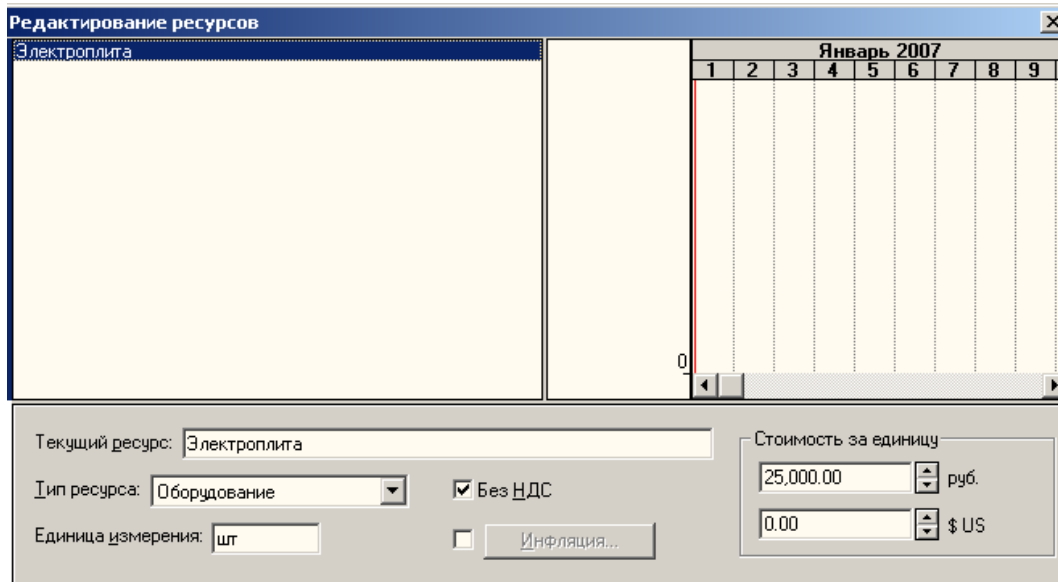 Редактирование ресурсов
Электроплита
Январь 2007
1 2 3 4 5 6 7 8 9
0
Текущий ресурс: Электроплита
Стоимость за единицу
Тип ресурса: Оборудование
Без НДС
25,000.00 руб.
Единица измерения: шт
Инфляция...
0.00 $ US